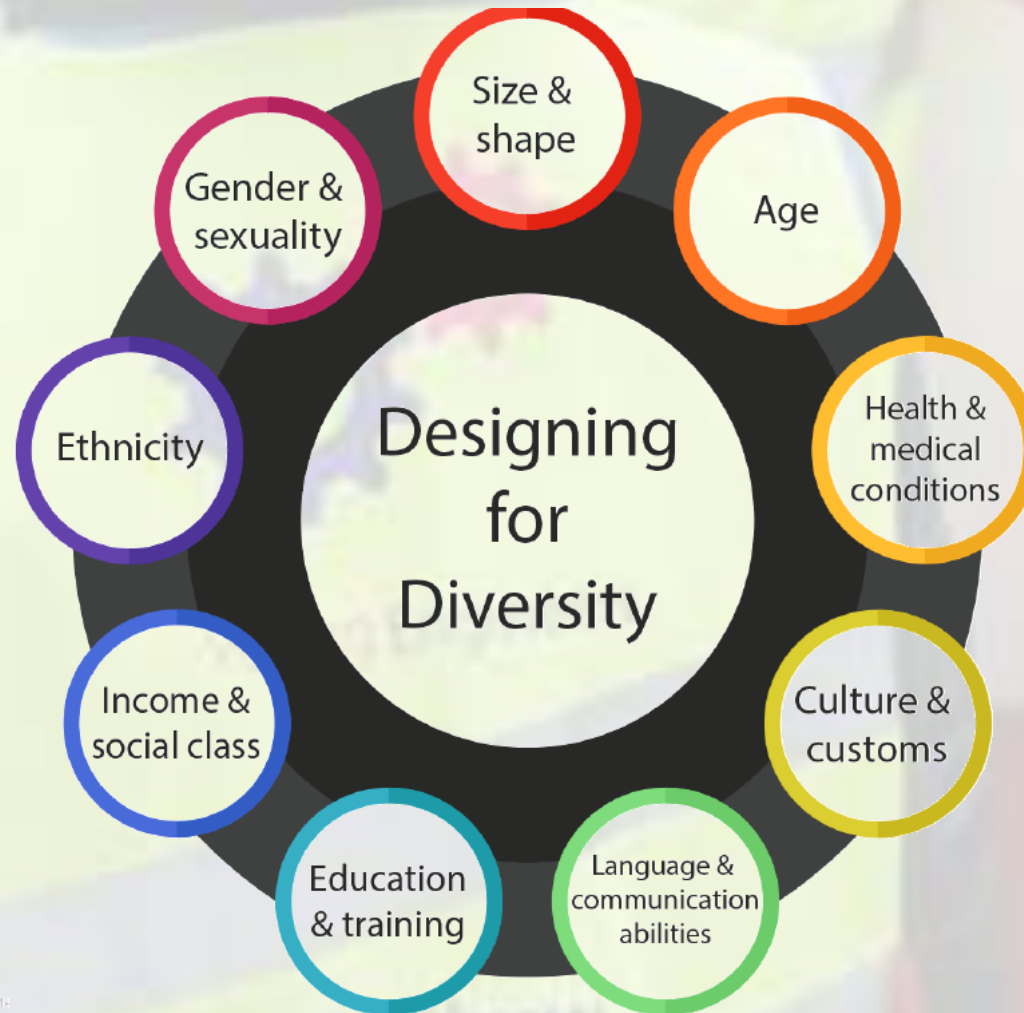 Designing
for
Diversity
Size &
shape
Age
Health &
medical
conditions
Culture &
customs
Language &
communication
abilities
Education
& training
Income &
social class
Ethnicity
Gender &
sexuality